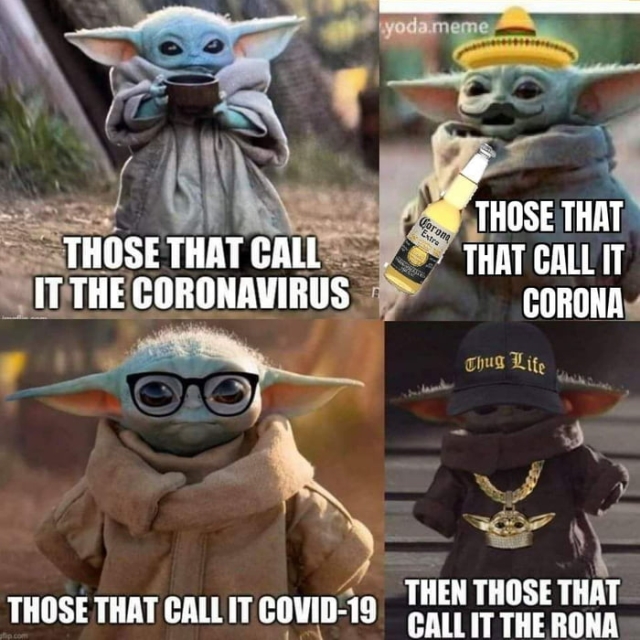 THOSE THAT CALL
IT THE CORONAVIRUS
yoda.meme
Corona
Extra
THOSE THAT
THAT CALL IT
CORONA
THOSE THAT CALL IT COVID-19
Thug Life
THEN THOSE THAT
CALL IT THE RONA